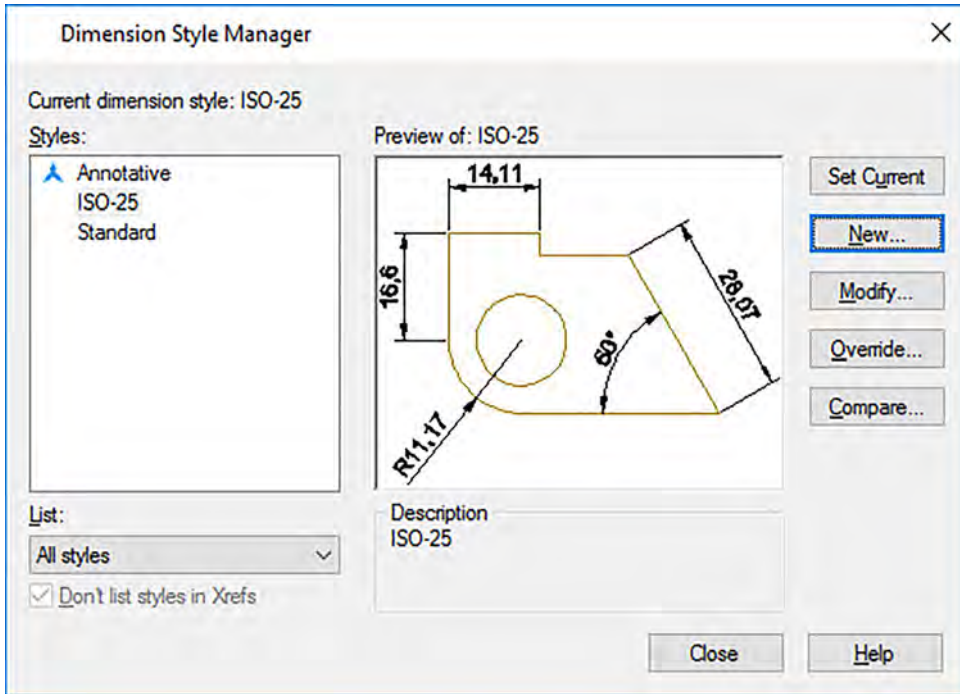 Dimension Style Manager
Current dimension style: ISO-25
Styles:
Annotative
ISO-25
Standard
List:
All styles
Don't list styles in Xrefs
Preview of: ISO-25
14,11
16,6
28,07
60°
R11,17
Description
ISO-25
Set Current
New...
Modify...
Override...
Compare...
Close
Help